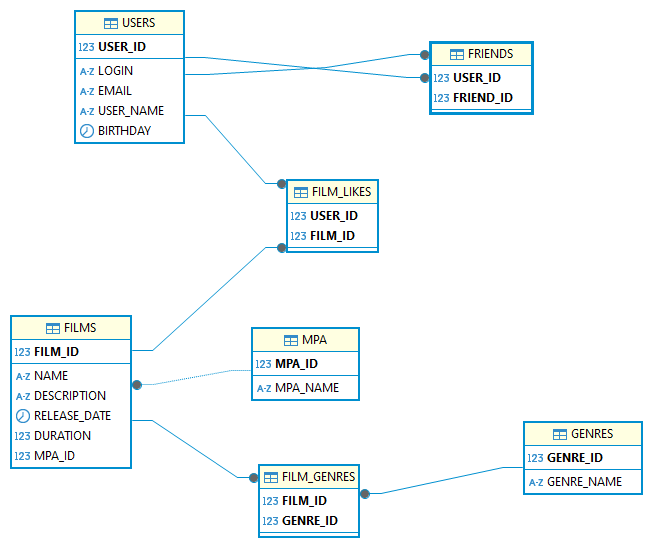 USERS
123 USER_ID
A-Z LOGIN
A-Z EMAIL
A-Z USER_NAME
BIRTHDAY
FRIENDS
123 USER_ID
123 FRIEND_ID
FILM_LIKES
123 USER_ID
123 FILM_ID
FILMS
123 FILM_ID
A-Z NAME
A-Z DESCRIPTION
RELEASE_DATE
123 DURATION
123 MPA_ID
MPA
123 MPA_ID
A-Z MPA_NAME
FILM_GENRES
123 FILM_ID
123 GENRE_ID
GENRES
123 GENRE_ID
A-Z GENRE_NAME